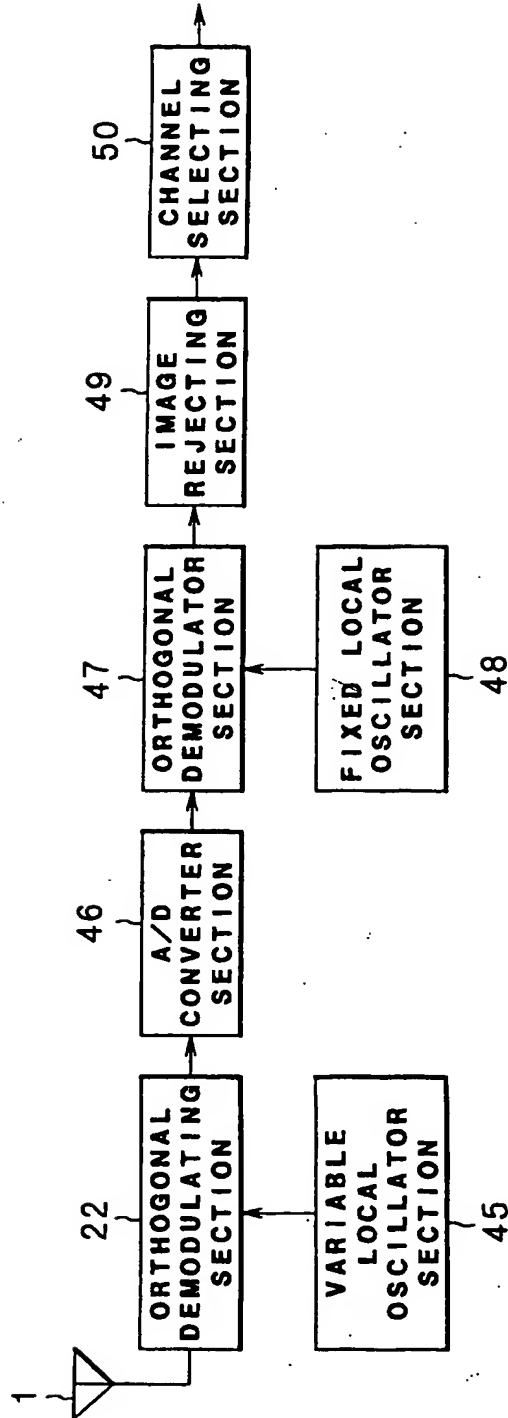 1
22
ORTHOGONAL
DEMODULATING
SECTION
VARIABLE
LOCAL
OSCILLATOR
SECTION
45
46
A/D
CONVERTER
SECTION
47
ORTHOGONAL
DEMODULATOR
SECTION
FIXED LOCAL
OSCILLATOR
SECTION
48
49
IMAGE
REJECTING
SECTION
50
CHANNEL
SELECTING
SECTION